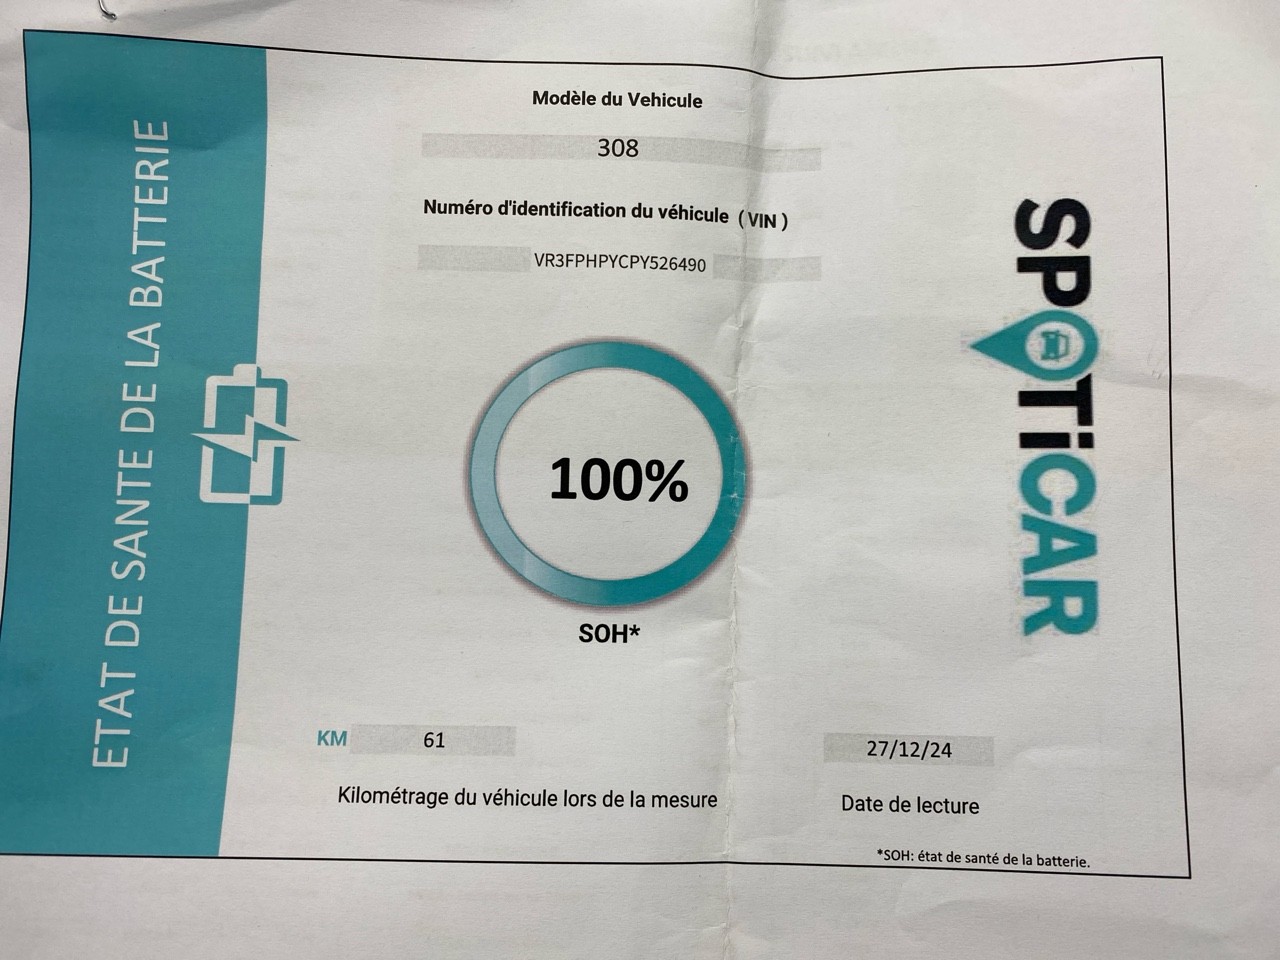 ETAT DE SANTE DE LA BATTERIE
Modèle du Vehicule
308
Numéro d'identification du véhicule (VIN)
VR3FPHPYCPY526490
100%
SOH*
KM 61
Kilométrage du véhicule lors de la mesure
27/12/24
Date de lecture
*SOH: état de santé de la batterie.
SPOTiCAR